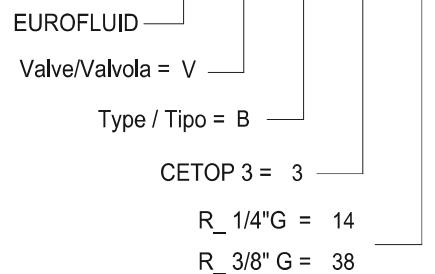 EUROFLUID
Valve/Valvola = V
Type / Tipo = B
CETOP 3 = 3
R_ 1/4"G = 14
R_ 3/8" G = 38